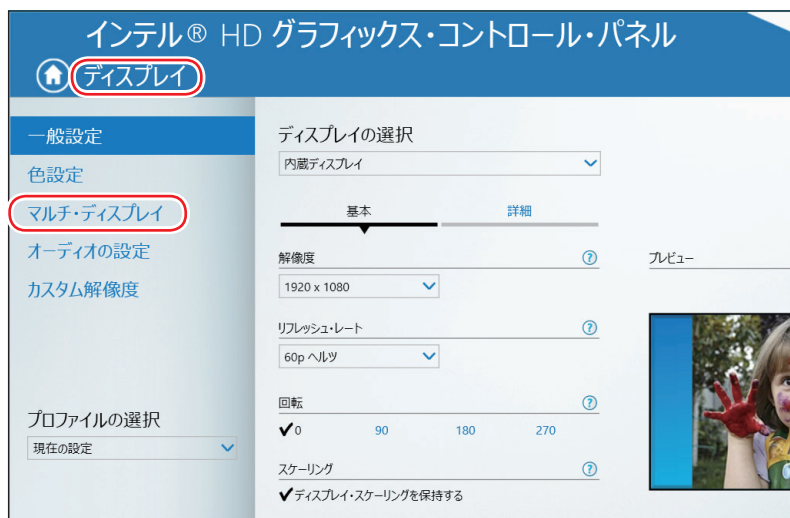 インテル® HD グラフィックス・コントロール・パネル
ディスプレイ
一般設定
色設定
マルチ・ディスプレイ
オーディオの設定
カスタム解像度
プロファイルの選択
現在の設定
ディスプレイの選択
内蔵ディスプレイ
基本 詳細
解像度 ?
1920 x 1080
リフレッシュ・レート ?
60p ヘルツ
回転 ?
✔0 90 180 270
スケーリング ?
✔ディスプレイ・スケーリングを保持する
プレビュー